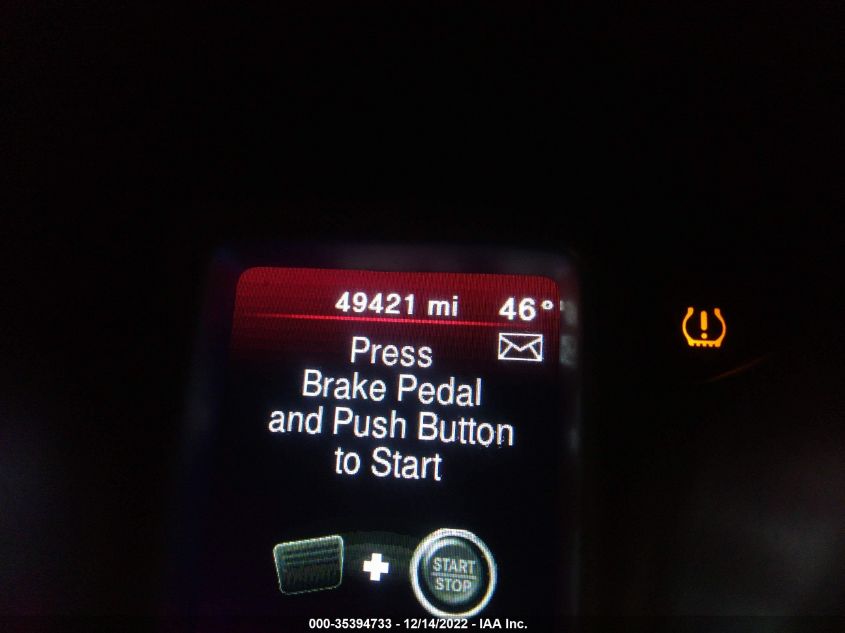 49421 mi 46°
Press
Brake Pedal
and Push Button
to Start
START
STOP
000-35394733 - 12/14/2022 - IAA Inc.